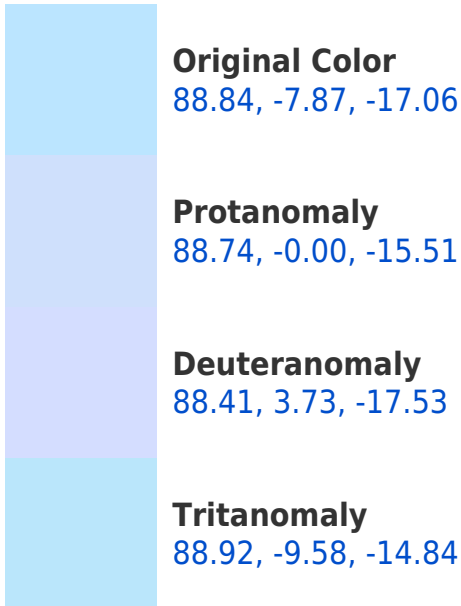 Original Color
88.84, -7.87, -17.06
Protanomaly
88.74, -0.00, -15.51
Deuteranomaly
88.41, 3.73, -17.53
Tritanomaly
88.92, -9.58, -14.84